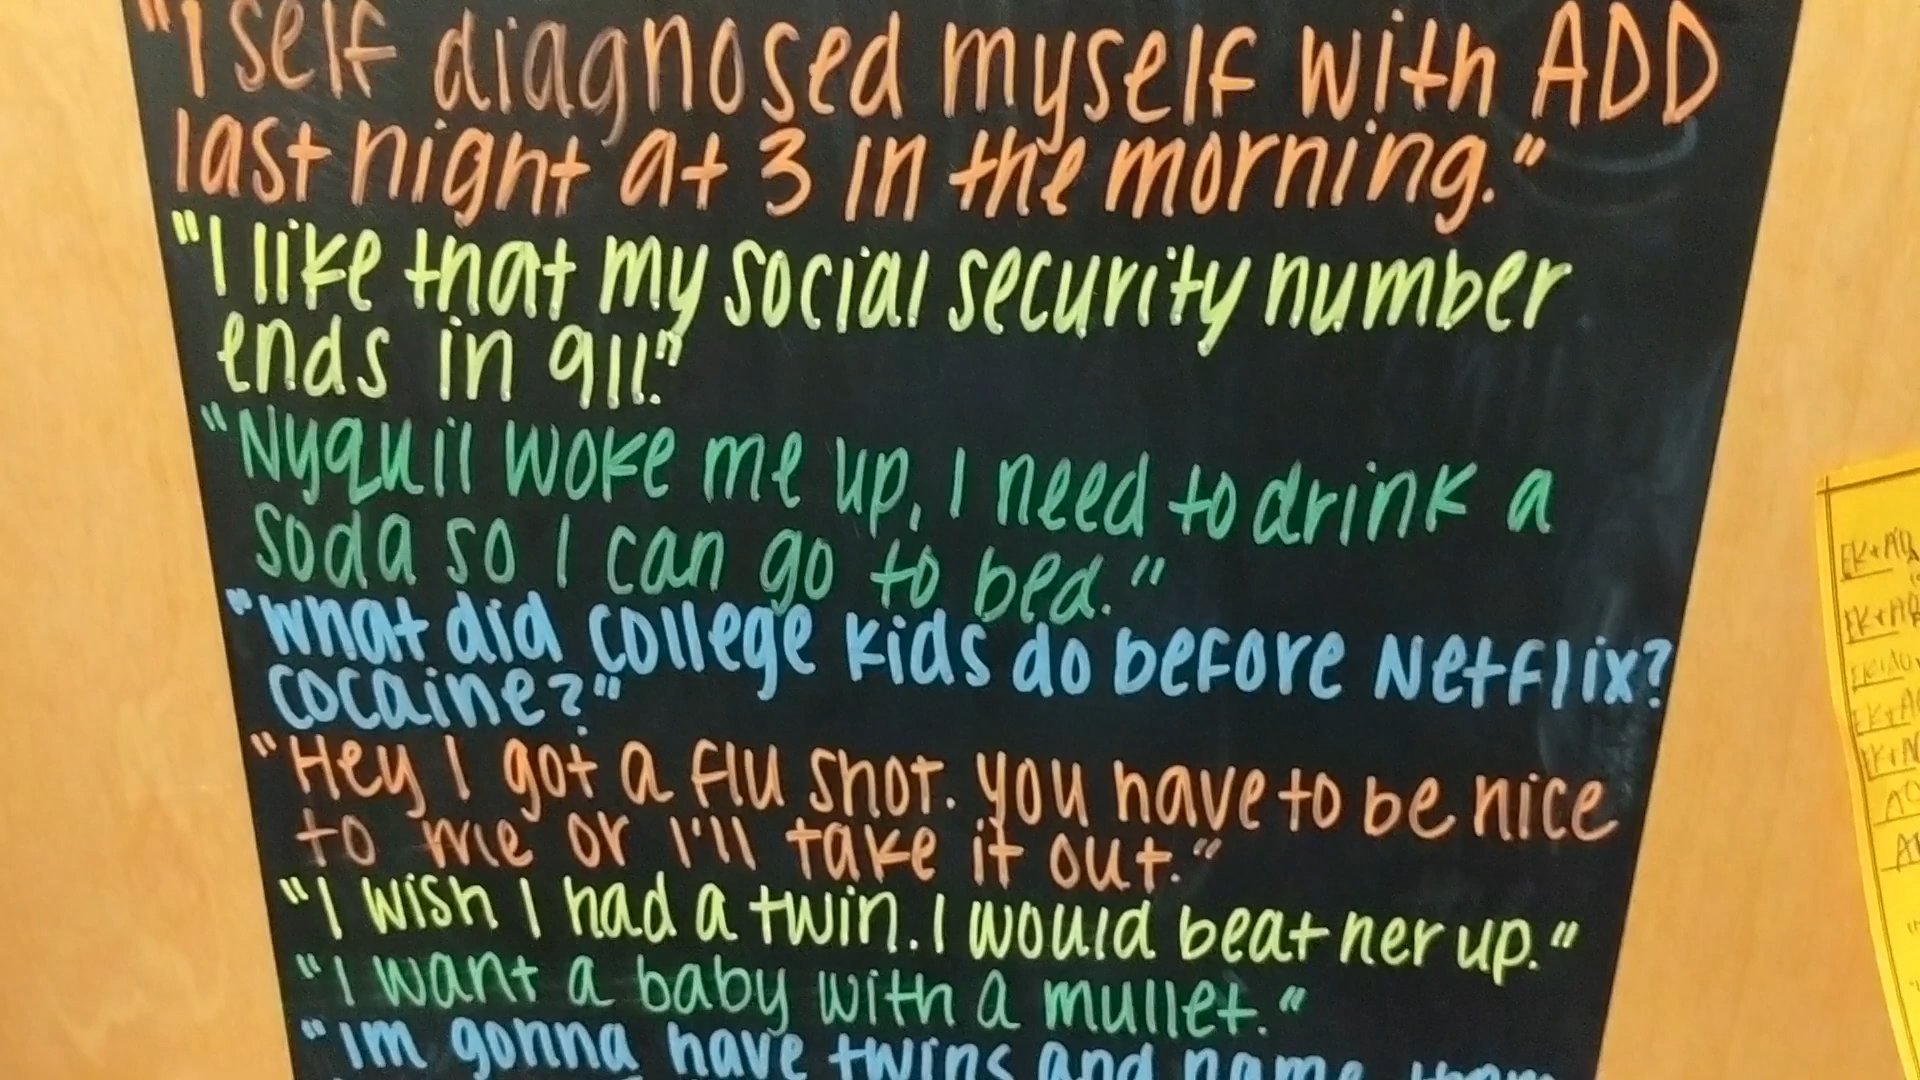 "I self diagnosed myself with ADD
last night at 3 in the morning."
"I like that my social security number
ends in 911."
"Nyquil woke me up, I need to drink a
soda so I can go to bed."
"What did college kids do before Netflix?
Cocaine?"
"Hey I got a flu shot. You have to be nice
to me or I'll take it out."
"I wish I had a twin. I would beat her up."
"I want a baby with a mullet."
"Im gonna have twins and name them